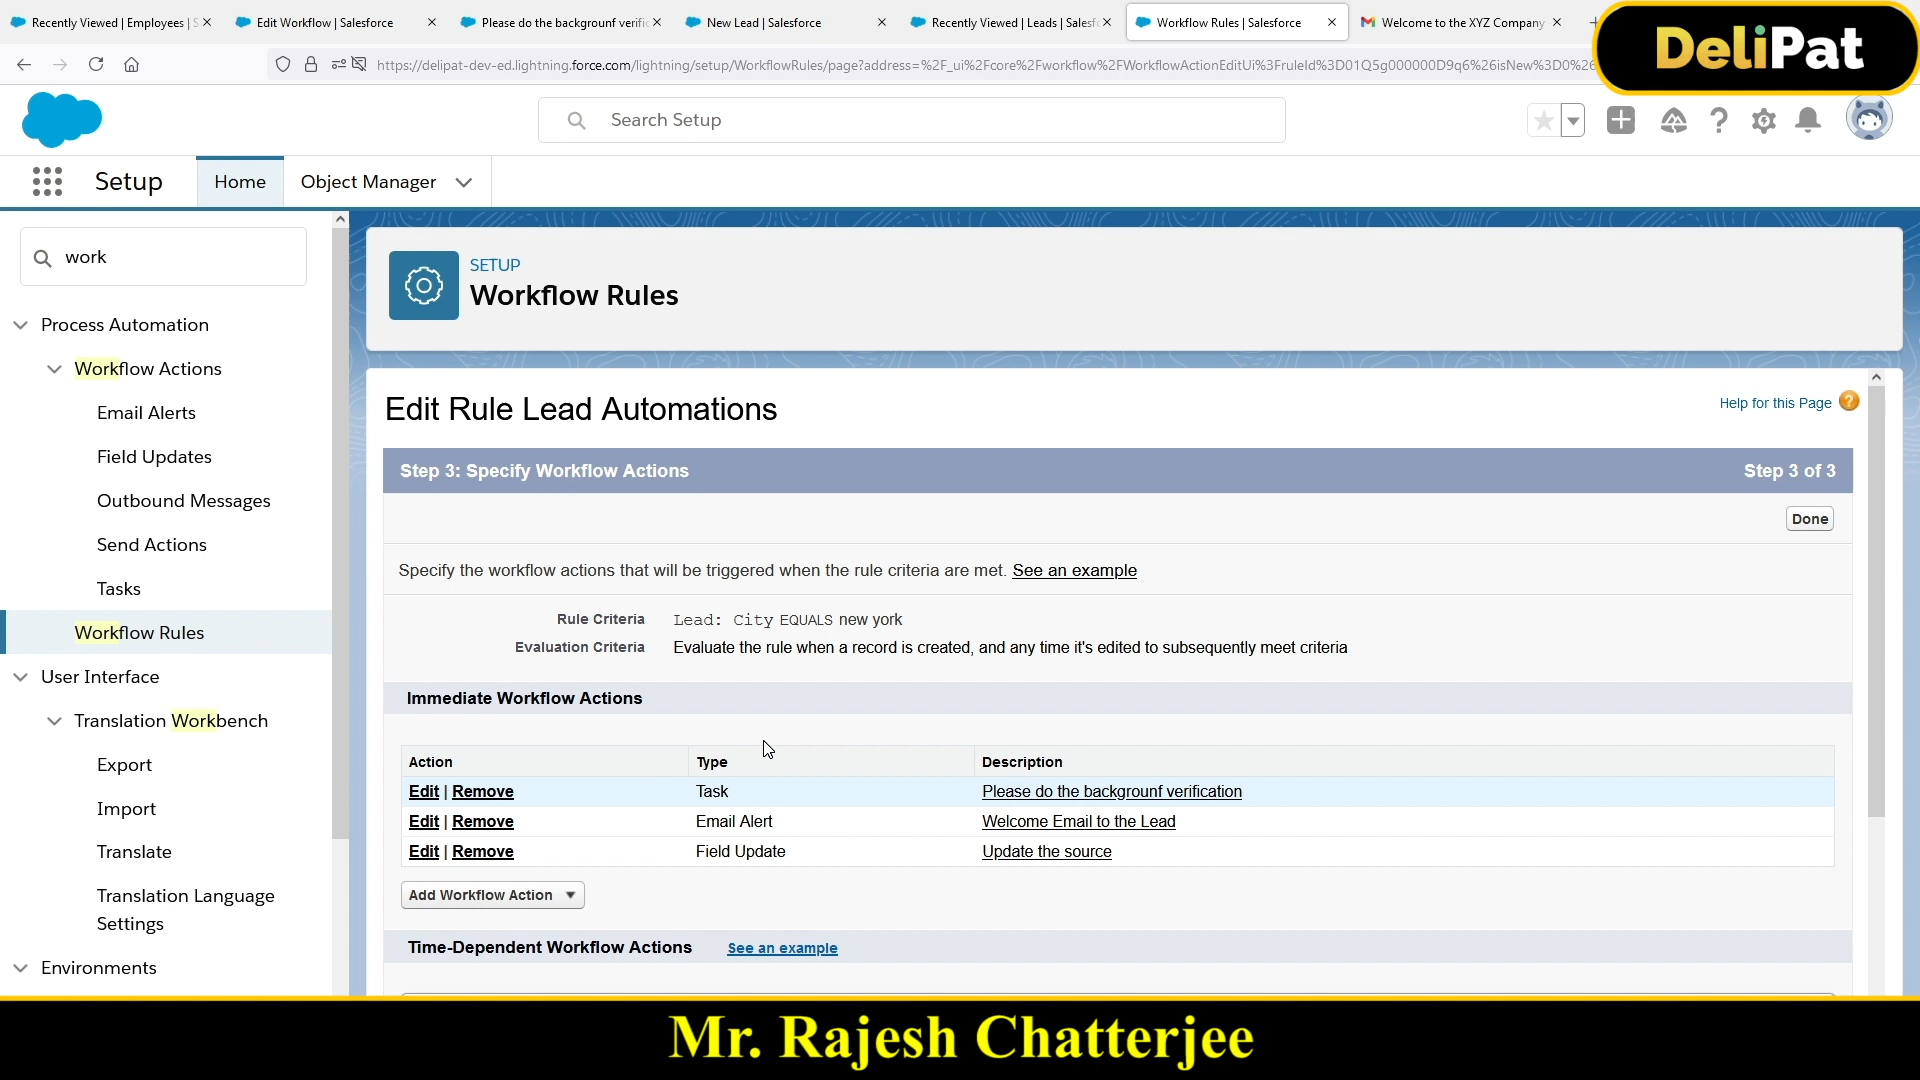 Recently Viewed | Employees | S
Edit Workflow | Salesforce
Please do the backgrounf verific
New Lead | Salesforce
Recently Viewed | Leads | Salesf
Workflow Rules | Salesforce
Welcome to the XYZ Company
https://delipat-dev-ed.lightning.force.com/lightning/setup/WorkflowRules/page?address=%2F_ui%2Fcore%2Fworkflow%2FWorkflowActionEditUi%3FruleId%3D01Q5g000000D9q6%26isNew%3D0%26
DeliPat
Search Setup
Setup
Home
Object Manager
work
Process Automation
Workflow Actions
Email Alerts
Field Updates
Outbound Messages
Send Actions
Tasks
Workflow Rules
User Interface
Translation Workbench
Export
Import
Translate
Translation Language
Settings
Environments
SETUP
Workflow Rules
Edit Rule Lead Automations
Help for this Page ?
Step 3: Specify Workflow Actions
Step 3 of 3
Done
Specify the workflow actions that will be triggered when the rule criteria are met. See an example
Rule Criteria Lead: City EQUALS new york
Evaluation Criteria Evaluate the rule when a record is created, and any time it's edited to subsequently meet criteria
Immediate Workflow Actions
Action Type Description
Edit | Remove Task Please do the backgrounf verification
Edit | Remove Email Alert Welcome Email to the Lead
Edit | Remove Field Update Update the source
Add Workflow Action
Time-Dependent Workflow Actions See an example
Mr. Rajesh Chatterjee